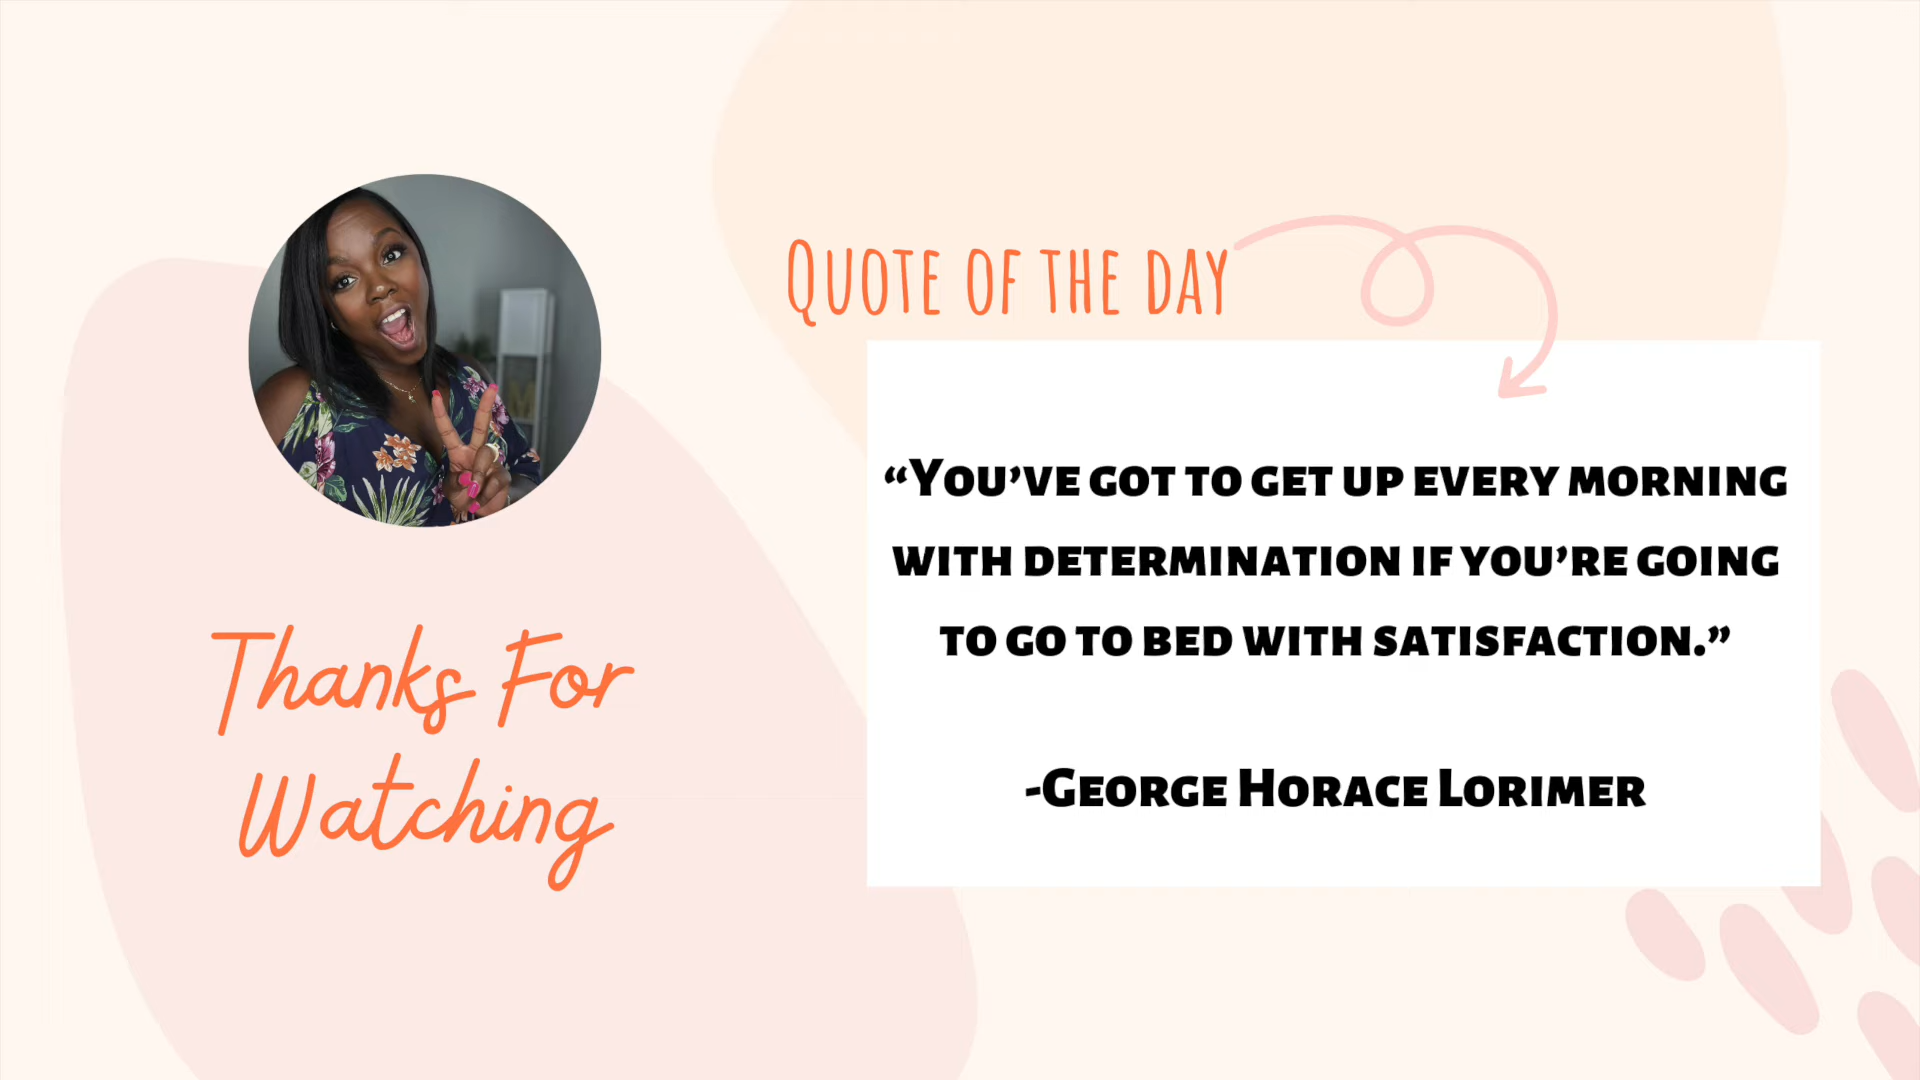 Thanks For
Watching
Quote of the day
“You’ve got to get up every morning
with determination if you’re going
to go to bed with satisfaction.”
-George Horace Lorimer